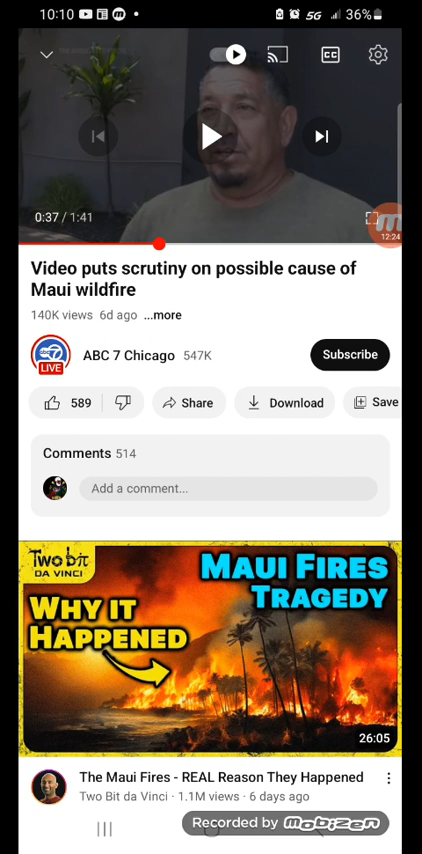 10:10
5G
36%
CC
0:37 / 1:41
12:24
Video puts scrutiny on possible cause of
Maui wildfire
140K views 6d ago ...more
LIVE
ABC 7 Chicago 547K
Subscribe
589
Share
Download
Save
Comments 514
Add a comment...
Two bit
DA VINCI
MAUI FIRES
TRAGEDY
WHY IT
HAPPENED
26:05
The Maui Fires - REAL Reason They Happened
Two Bit da Vinci · 1.1M views · 6 days ago
Recorded by mobizen